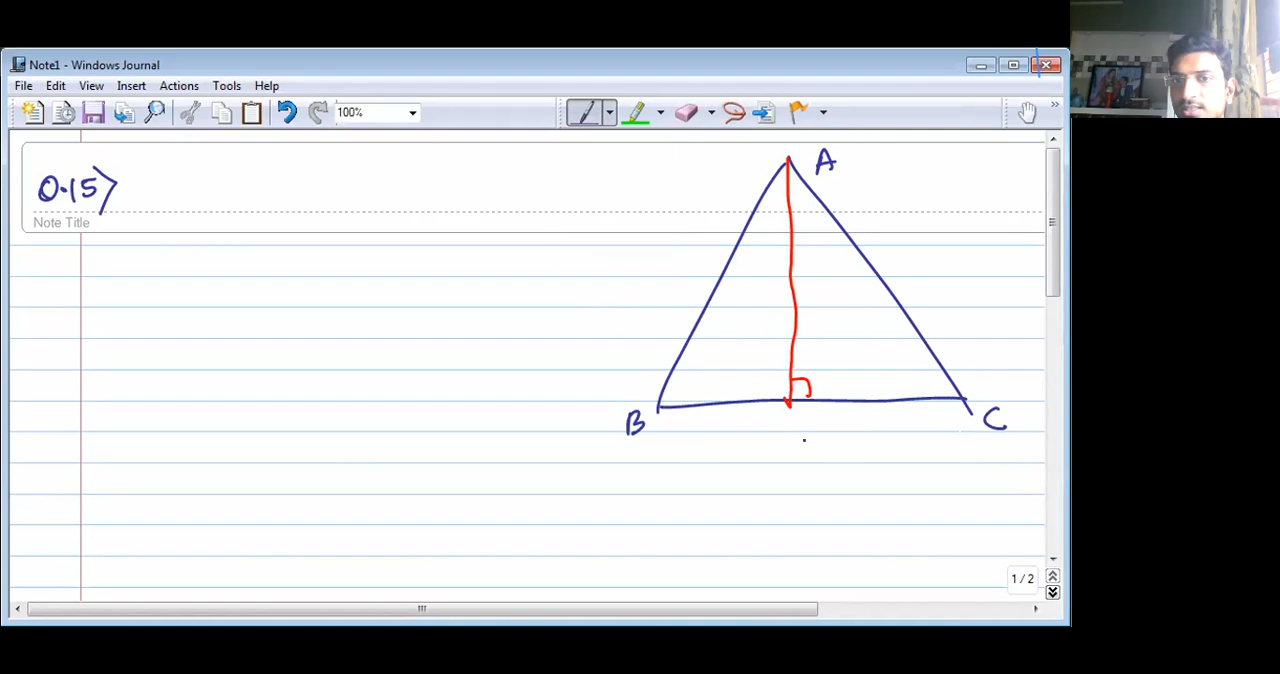 Note1 - Windows Journal
File Edit View Insert Actions Tools Help
100%
Q.15>
Note Title
A
B
C
1 / 2